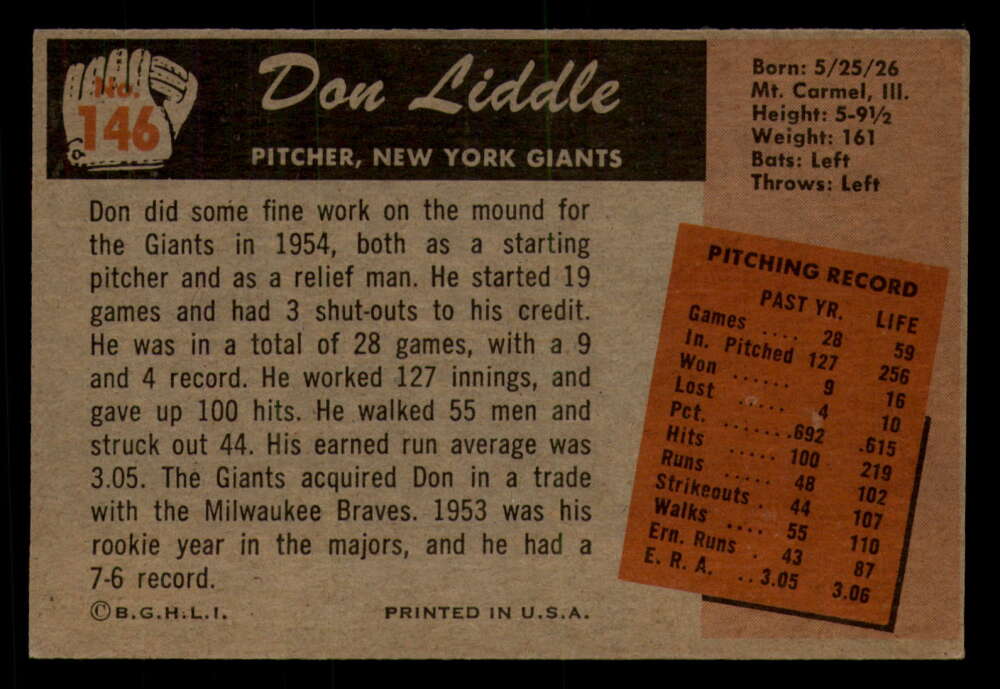 No.
146
Don Liddle
PITCHER, NEW YORK GIANTS
Born: 5/25/26
Mt. Carmel, Ill.
Height: 5-9½
Weight: 161
Bats: Left
Throws: Left
Don did some fine work on the mound for
the Giants in 1954, both as a starting
pitcher and as a relief man. He started 19
games and had 3 shut-outs to his credit.
He was in a total of 28 games, with a 9
and 4 record. He worked 127 innings, and
gave up 100 hits. He walked 55 men and
struck out 44. His earned run average was
3.05. The Giants acquired Don in a trade
with the Milwaukee Braves. 1953 was his
rookie year in the majors, and he had a
7-6 record.
PITCHING RECORD
PAST YR. LIFE
Games .... 28 59
In. Pitched 127 256
Won ...... 9 16
Lost ..... 4 10
Pct. .......692 .615
Hits ..... 100 219
Runs ..... 48 102
Strikeouts . 44 107
Walks .... 55 110
Ern. Runs . 43 87
E. R. A. ..3.05 3.06
©B.G.H.L.I. PRINTED IN U.S.A.